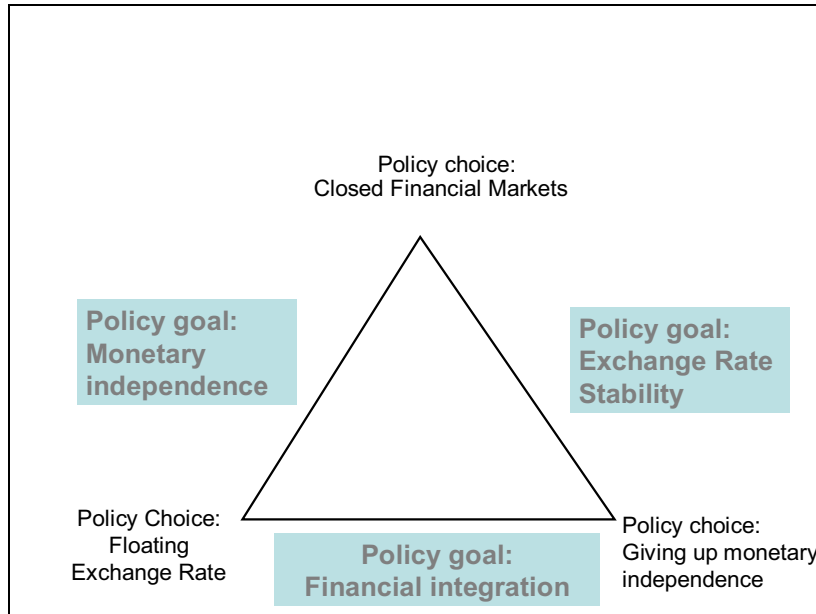 Policy choice:
Closed Financial Markets
Policy goal:
Monetary
independence
Policy goal:
Exchange Rate
Stability
Policy Choice:
Floating
Exchange Rate
Policy goal:
Financial integration
Policy choice:
Giving up monetary
independence